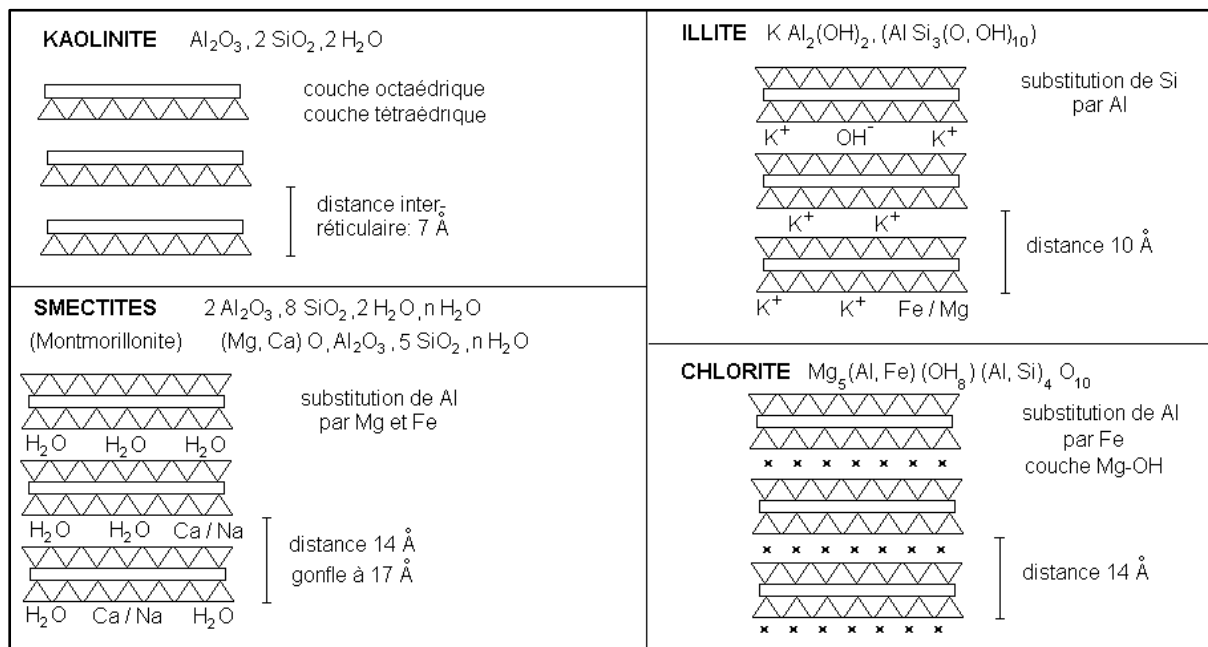 KAOLINITE Al₂O₃, 2 SiO₂, 2 H₂O
couche octaédrique
couche tétraédrique
distance inter-
réticulaire: 7 Å
SMECTITES 2 Al₂O₃, 8 SiO₂, 2 H₂O, n H₂O
(Montmorillonite) (Mg, Ca) O, Al₂O₃, 5 SiO₂, n H₂O
substitution de Al
par Mg et Fe
H₂O H₂O H₂O
H₂O H₂O Ca / Na
distance 14 Å
gonfle à 17 Å
H₂O Ca / Na H₂O
ILLITE K Al₂(OH)₂, (Al Si₃(O, OH)₁₀)
substitution de Si
par Al
K⁺ OH⁻ K⁺
K⁺ K⁺
distance 10 Å
K⁺ K⁺ Fe / Mg
CHLORITE Mg₅(Al, Fe) (OH₈) (Al, Si)₄ O₁₀
substitution de Al
par Fe
couche Mg-OH
distance 14 Å